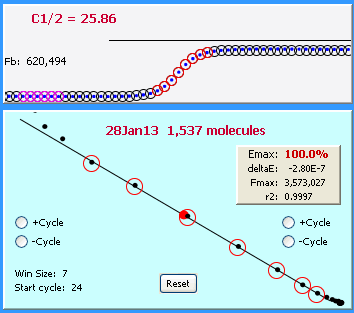 C1/2 = 25.86
Fb: 620,494
28Jan13 1,537 molecules
Emax: 100.0%
deltaE: -2.80E-7
Fmax: 3,573,027
r2: 0.9997
+Cycle
-Cycle
+Cycle
-Cycle
Win Size: 7
Start cycle: 24
Reset